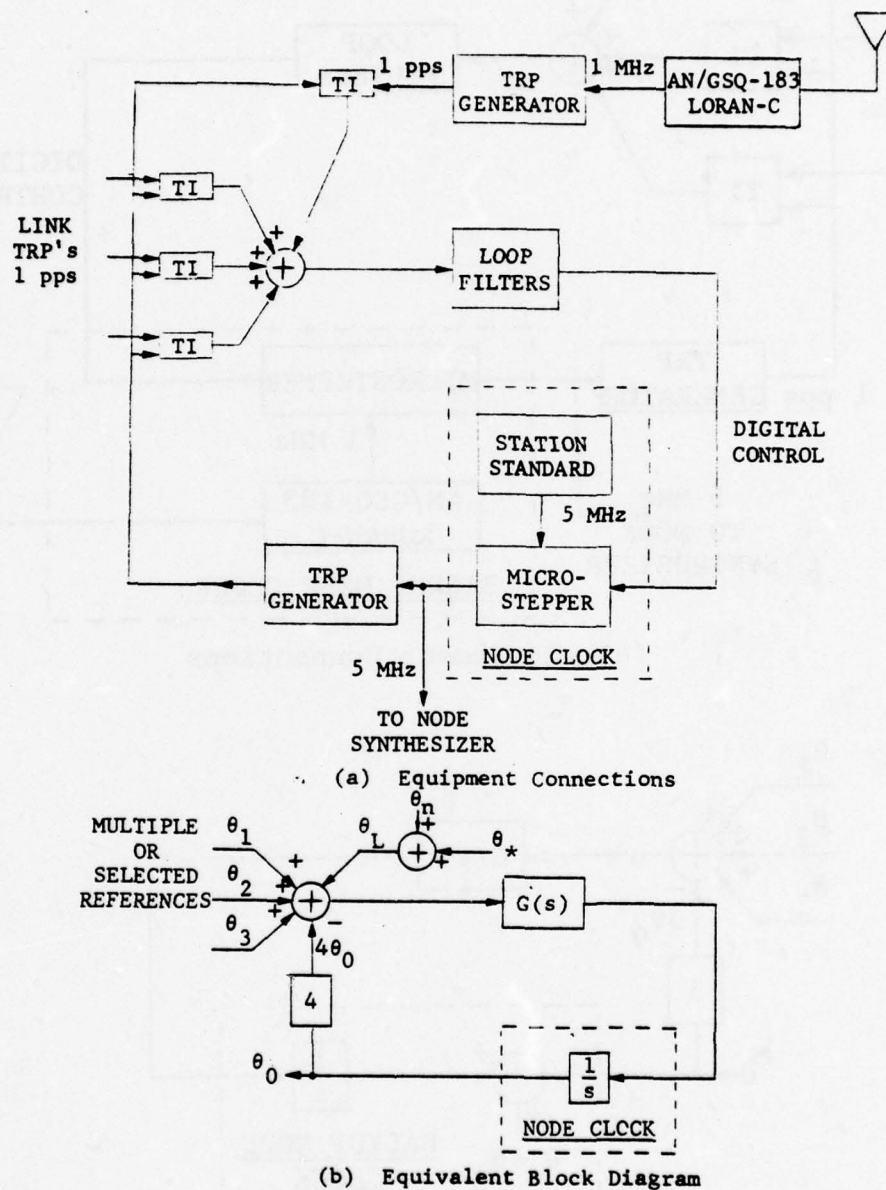 1 pps
1 MHz
TI
TRP
GENERATOR
AN/GSQ-183
LORAN-C
LINK
TRP's
1 pps
TI
TI
TI
+
+
+
+
+
LOOP
FILTERS
DIGITAL
CONTROL
STATION
STANDARD
5 MHz
MICRO-
STEPPER
NODE CLOCK
TRP
GENERATOR
5 MHz
TO NODE
SYNTHESIZER
(a) Equipment Connections
MULTIPLE
OR
SELECTED
REFERENCES
θ1
θ2
θ3
θL
θn
θ*
+
+
+
+
+
+
+
+
−
4θ0
4
G(s)
θ0
1/s
NODE CLOCK
(b) Equivalent Block Diagram